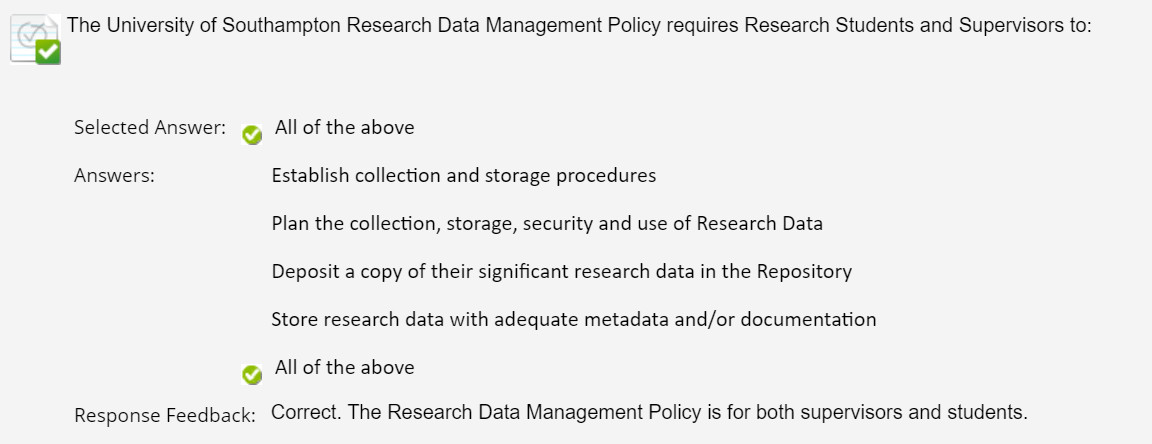 The University of Southampton Research Data Management Policy requires Research Students and Supervisors to:
Selected Answer: All of the above
Answers: Establish collection and storage procedures
Plan the collection, storage, security and use of Research Data
Deposit a copy of their significant research data in the Repository
Store research data with adequate metadata and/or documentation
All of the above
Response Feedback: Correct. The Research Data Management Policy is for both supervisors and students.